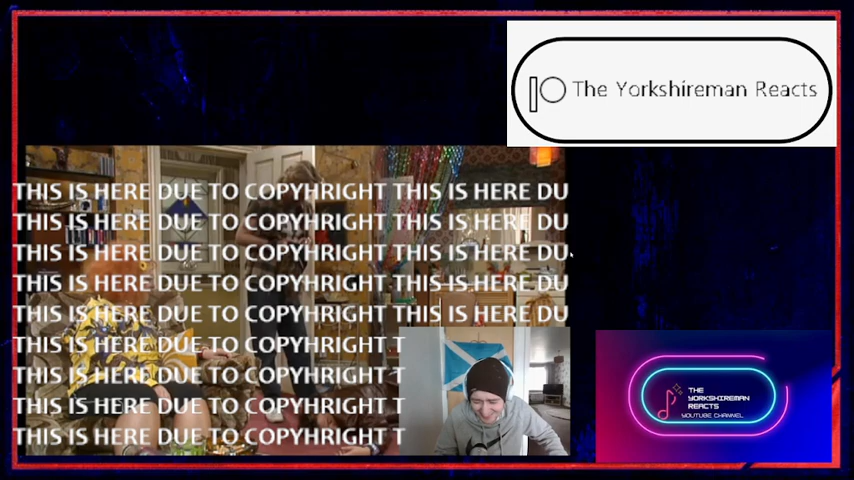 The Yorkshireman Reacts
THIS IS HERE DUE TO COPYHRIGHT THIS IS HERE DU
THIS IS HERE DUE TO COPYHRIGHT THIS IS HERE DU
THIS IS HERE DUE TO COPYHRIGHT THIS IS HERE DU
THIS IS HERE DUE TO COPYHRIGHT THIS IS HERE DU
THIS IS HERE DUE TO COPYHRIGHT THIS IS HERE DU
THIS IS HERE DUE TO COPYHRIGHT T
THIS IS HERE DUE TO COPYHRIGHT T
THIS IS HERE DUE TO COPYHRIGHT T
THIS IS HERE DUE TO COPYHRIGHT T
THE
YORKSHIREMAN
REACTS
YOUTUBE CHANNEL